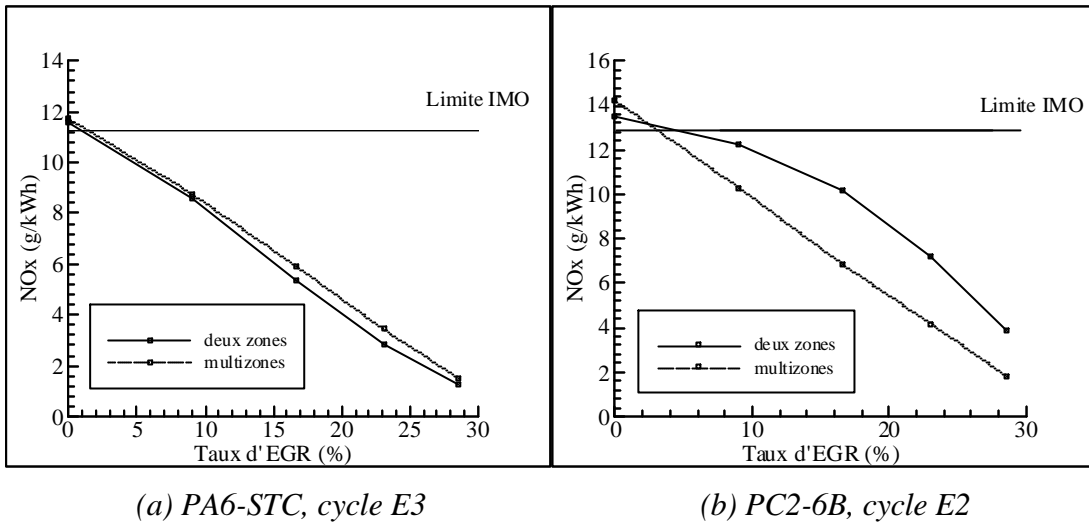 14
12
10
8
6
4
2
0
NOx (g/kWh)
Limite IMO
deux zones
multizones
0 5 10 15 20 25 30
Taux d'EGR (%)
16
14
12
10
8
6
4
2
0
NOx (g/kWh)
Limite IMO
deux zones
multizones
0 10 20 30
Taux d'EGR (%)
(a) PA6-STC, cycle E3
(b) PC2-6B, cycle E2